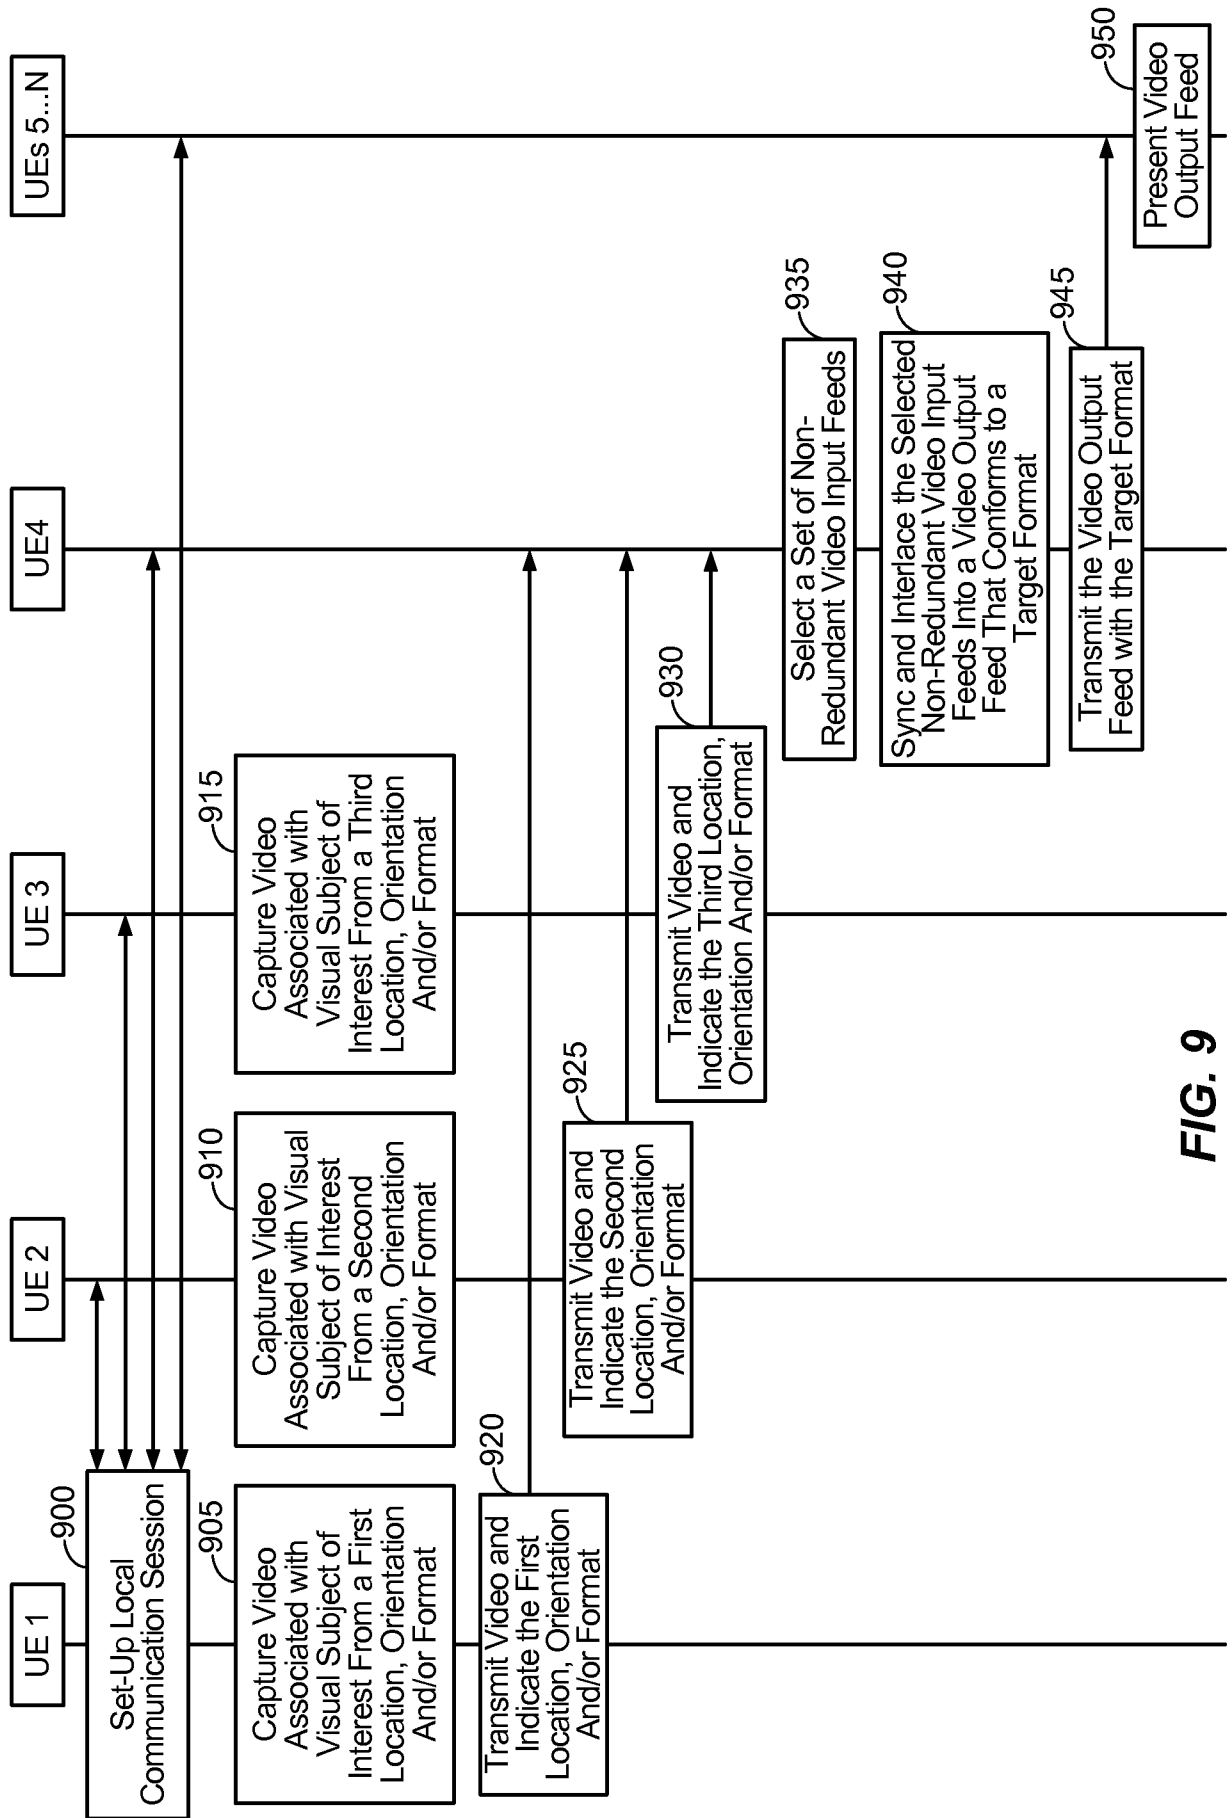 UE 1
UE 2
UE 3
UE4
UEs 5...N
900
Set-Up Local
Communication Session
905
Capture Video
Associated with
Visual Subject of
Interest From a First
Location, Orientation
And/or Format
910
Capture Video
Associated with Visual
Subject of Interest
From a Second
Location, Orientation
And/or Format
915
Capture Video
Associated with
Visual Subject of
Interest From a Third
Location, Orientation
And/or Format
920
Transmit Video and
Indicate the First
Location, Orientation
And/or Format
925
Transmit Video and
Indicate the Second
Location, Orientation
And/or Format
930
Transmit Video and
Indicate the Third Location,
Orientation And/or Format
935
Select a Set of Non-
Redundant Video Input Feeds
940
Sync and Interlace the Selected
Non-Redundant Video Input
Feeds Into a Video Output
Feed That Conforms to a
Target Format
945
Transmit the Video Output
Feed with the Target Format
950
Present Video
Output Feed
FIG. 9